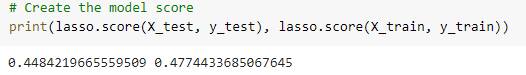 # Create the model score
print(lasso.score(X_test, y_test), lasso.score(X_train, y_train))
0.4484219665559509 0.4774433685067645